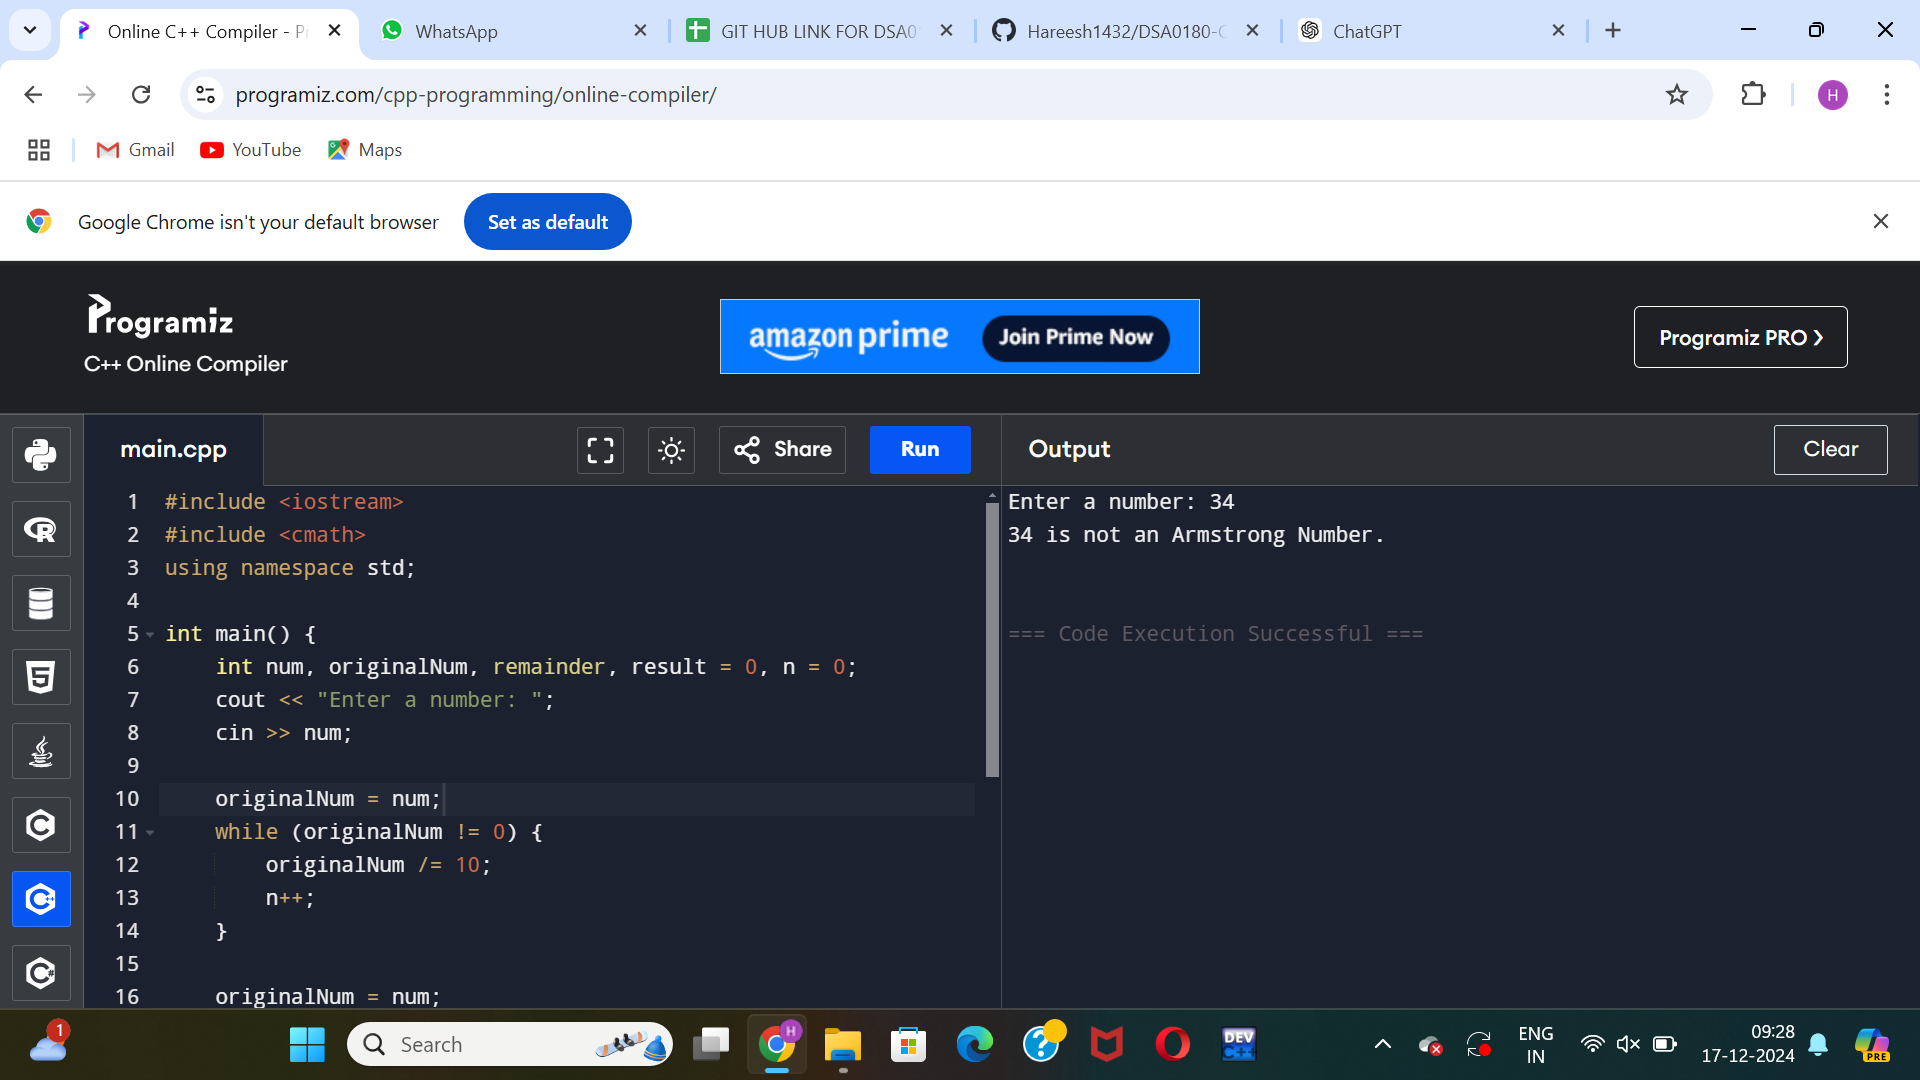 Online C++ Compiler - P
WhatsApp
GIT HUB LINK FOR DSA0
Hareesh1432/DSA0180-C
ChatGPT
programiz.com/cpp-programming/online-compiler/
H
Gmail
YouTube
Maps
Google Chrome isn't your default browser
Set as default
Programiz
C++ Online Compiler
amazon prime
Join Prime Now
Programiz PRO ›
main.cpp
Share
Run
Output
Clear
1 #include <iostream>
2 #include <cmath>
3 using namespace std;
4
5 int main() {
6 int num, originalNum, remainder, result = 0, n = 0;
7 cout << "Enter a number: ";
8 cin >> num;
9
10 originalNum = num;
11 while (originalNum != 0) {
12 originalNum /= 10;
13 n++;
14 }
15
16 originalNum = num;
Enter a number: 34
34 is not an Armstrong Number.
=== Code Execution Successful ===
1
Search
H
DEV
C++
ENG
IN
09:28
17-12-2024
PRE